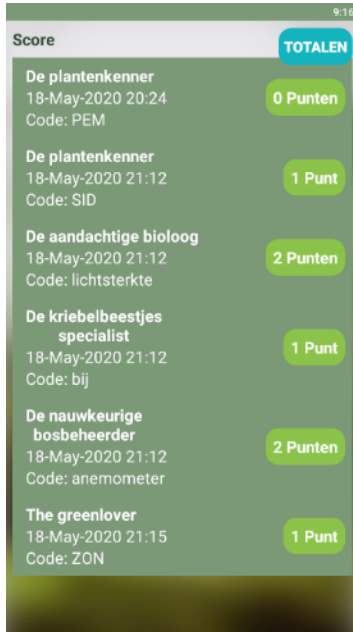 9:16
Score
TOTALEN
De plantenkenner
18-May-2020 20:24
Code: PEM
0 Punten
De plantenkenner
18-May-2020 21:12
Code: SID
1 Punt
De aandachtige bioloog
18-May-2020 21:12
Code: lichtsterkte
2 Punten
De kriebelbeestjes
specialist
18-May-2020 21:12
Code: bij
1 Punt
De nauwkeurige
bosbeheerder
18-May-2020 21:12
Code: anemometer
2 Punten
The greenlover
18-May-2020 21:15
Code: ZON
1 Punt